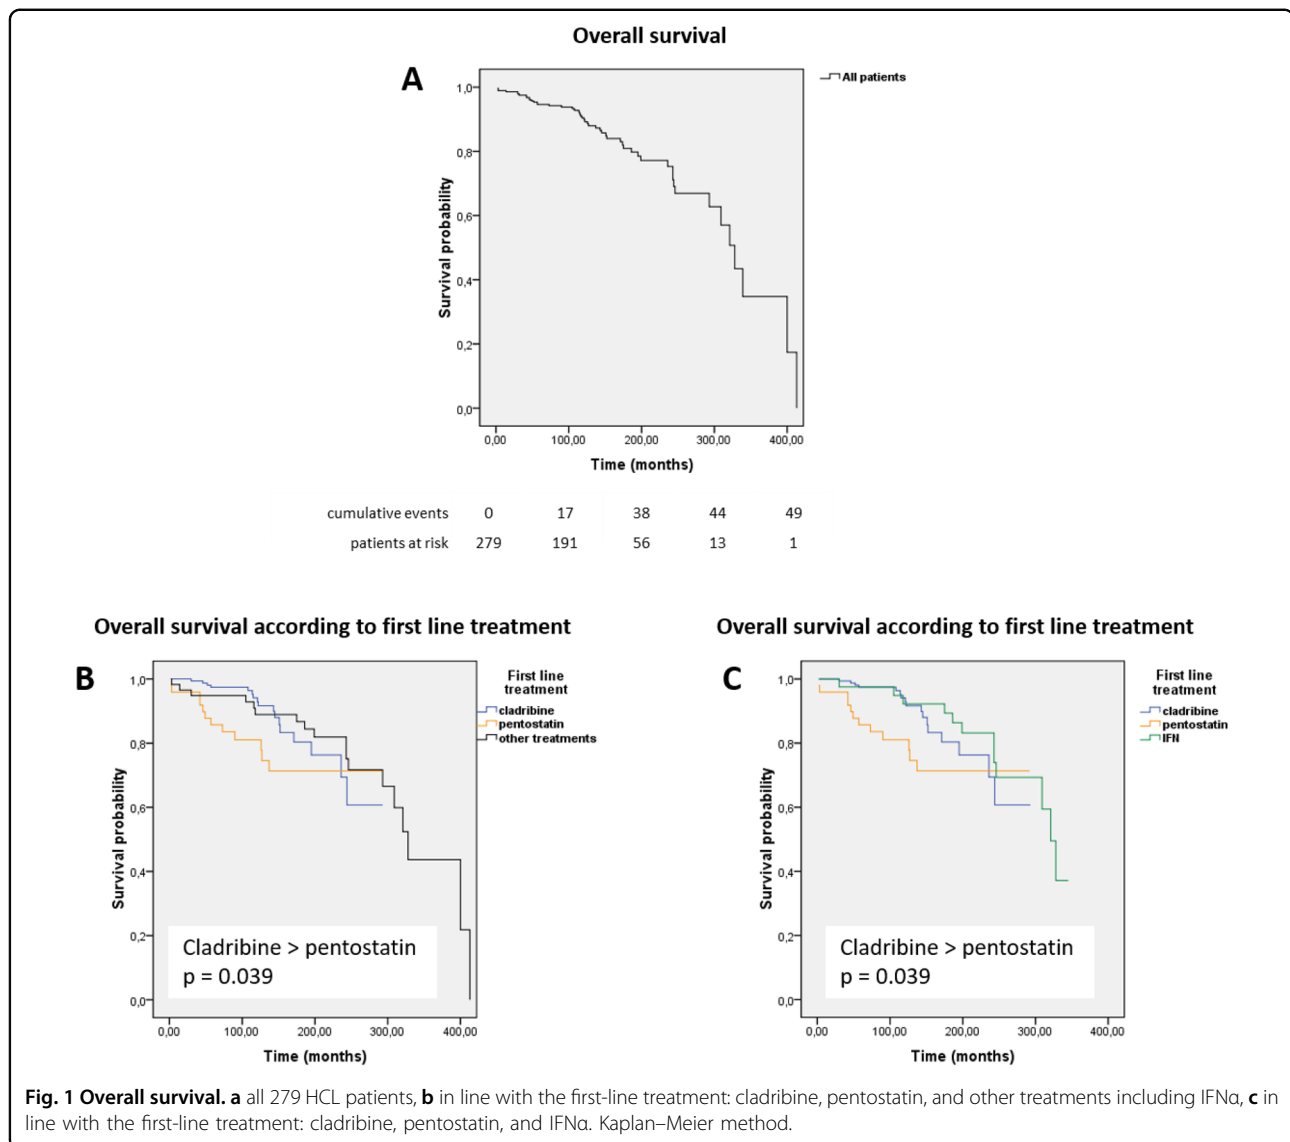 Overall survival
A
All patients
1,0
0,8
0,6
0,4
0,2
0,0
Survival probability
0,00 100,00 200,00 300,00 400,00
Time (months)
cumulative events 0 17 38 44 49
patients at risk 279 191 56 13 1
Overall survival according to first line treatment
B
First line
treatment
cladribine
pentostatin
other treatments
1,0
0,8
0,6
0,4
0,2
0,0
Survival probability
Cladribine > pentostatin
p = 0.039
0,00 100,00 200,00 300,00 400,00
Time (months)
Overall survival according to first line treatment
C
First line
treatment
cladribine
pentostatin
IFN
1,0
0,8
0,6
0,4
0,2
0,0
Survival probability
Cladribine > pentostatin
p = 0.039
0,00 100,00 200,00 300,00 400,00
Time (months)
Fig. 1 Overall survival. a all 279 HCL patients, b in line with the first-line treatment: cladribine, pentostatin, and other treatments including IFNα, c in
line with the first-line treatment: cladribine, pentostatin, and IFNα. Kaplan–Meier method.